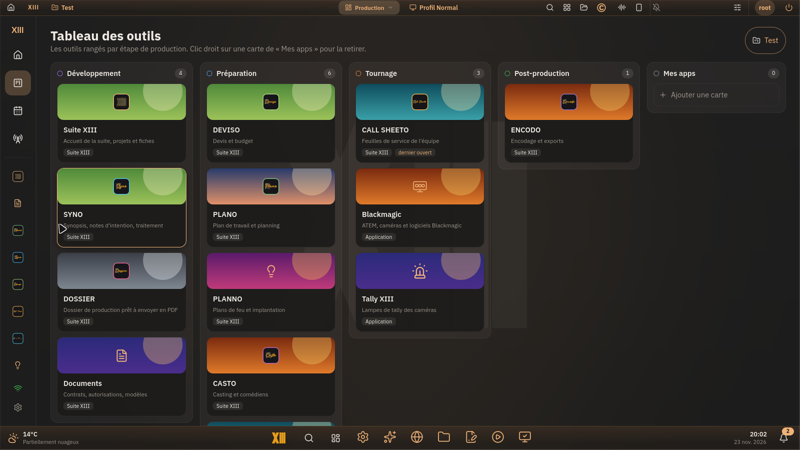 XIII
Test
Production
Profil Normal
root
XIII
Tableau des outils
Les outils rangés par étape de production. Clic droit sur une carte de « Mes apps » pour la retirer.
Test
Développement
4
Suite XIII
Accueil de la suite, projets et fiches
Suite XIII
SYNO
Synopsis, notes d'intention, traitement
Suite XIII
DOSSIER
Dossier de production prêt à envoyer en PDF
Suite XIII
Documents
Contrats, autorisations, modèles
Suite XIII
Préparation
6
DEVISO
Devis et budget
Suite XIII
PLANO
Plan de travail et planning
Suite XIII
PLANNO
Plans de feu et implantation
Suite XIII
CASTO
Casting et comédiens
Suite XIII
Tournage
3
CALL SHEETO
Feuilles de service de l'équipe
Suite XIII
dernier ouvert
Blackmagic
ATEM, caméras et logiciels Blackmagic
Application
Tally XIII
Lampes de tally des caméras
Application
Post-production
1
ENCODO
Encodage et exports
Suite XIII
Mes apps
0
+ Ajouter une carte
14°C
Partiellement nuageux
XIII
20:02
23 nov. 2026
2